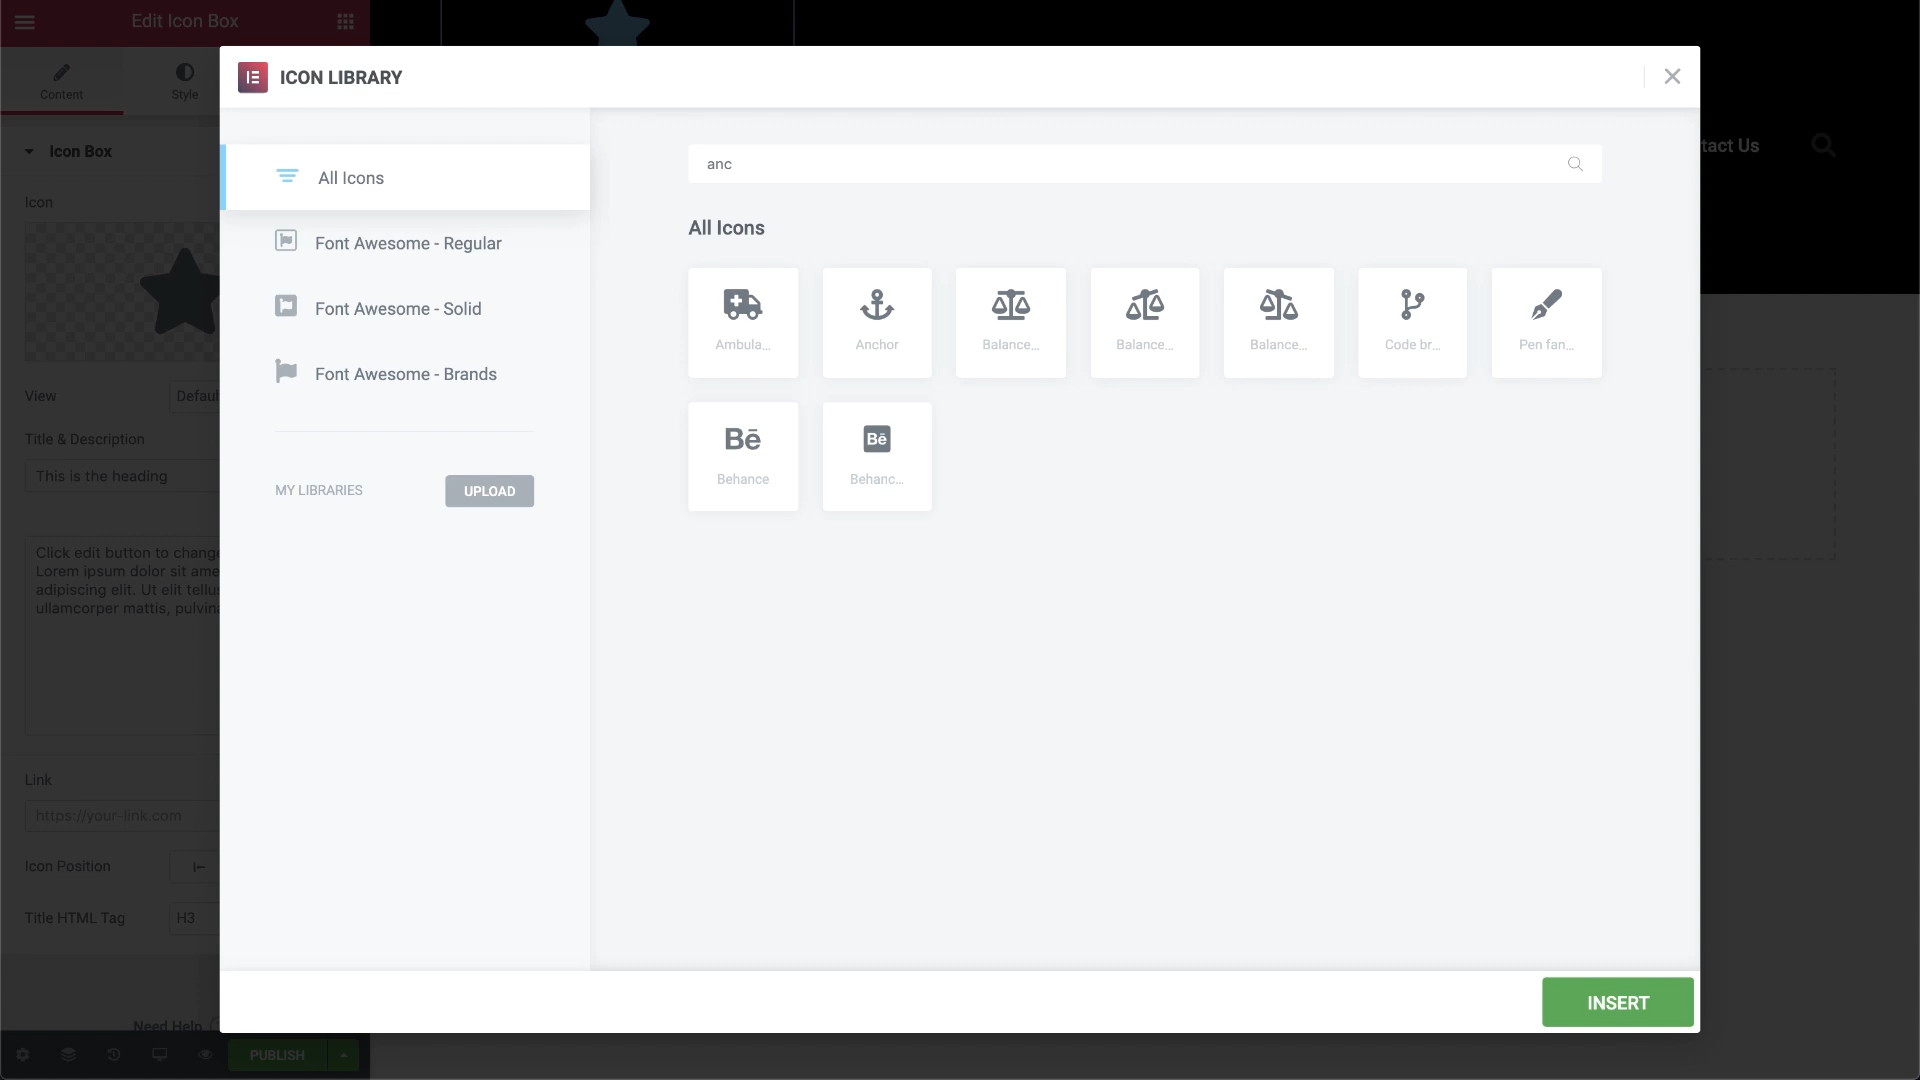 Edit Icon Box
Content
Style
Icon Box
Icon
View
Defaul
Title & Description
This is the heading
Click edit button to change
Lorem ipsum dolor sit ame
adipiscing elit. Ut elit tellus
ullamcorper mattis, pulvina
Link
https://your-link.com
Icon Position
Title HTML Tag
H3
Need Help
PUBLISH
ICON LIBRARY
All Icons
Font Awesome - Regular
Font Awesome - Solid
Font Awesome - Brands
MY LIBRARIES
UPLOAD
anc
All Icons
Ambula...
Anchor
Balance...
Balance...
Balance...
Code br...
Pen fan...
Bē
Behance
Bē
Behanc...
INSERT
tact Us